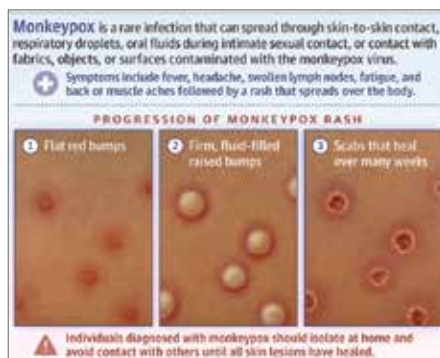 Monkeypox is a rare infection that can spread through skin-to-skin contact,
respiratory droplets, oral fluids during intimate sexual contact, or contact with
fabrics, objects, or surfaces contaminated with the monkeypox virus.
Symptoms include fever, headache, swollen lymph nodes, fatigue, and
back or muscle aches followed by a rash that spreads over the body.
PROGRESSION OF MONKEYPOX RASH
1 Flat red bumps
2 Firm, fluid-filled
raised bumps
3 Scabs that heal
over many weeks
Individuals diagnosed with monkeypox should isolate at home and
avoid contact with others until all skin lesions have healed.